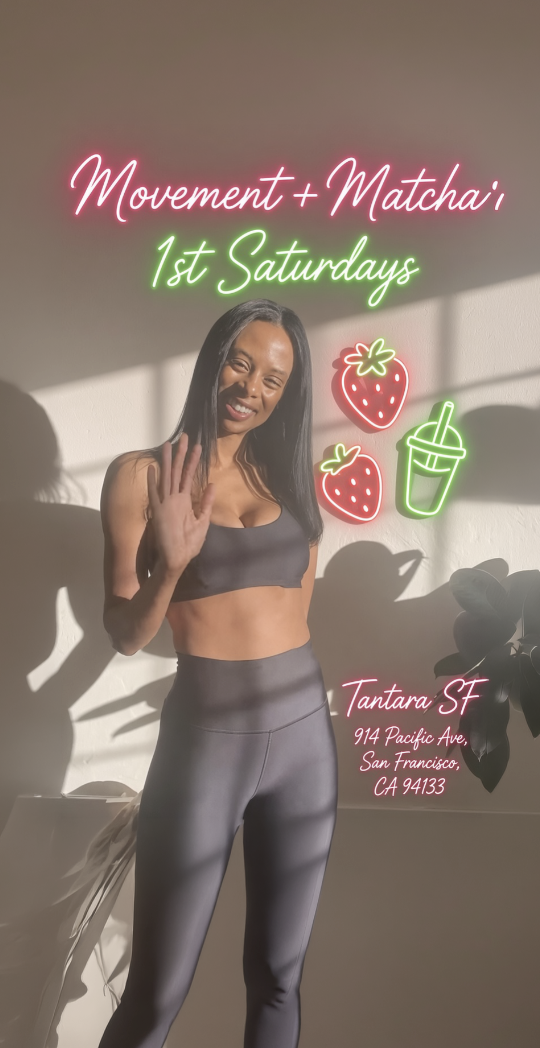 Movement + Matcha
1st Saturdays
Tantara SF
914 Pacific Ave,
San Francisco,
CA 94133